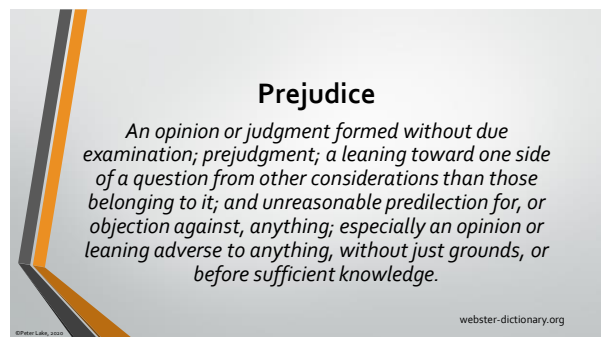 Prejudice
An opinion or judgment formed without due
examination; prejudgment; a leaning toward one side
of a question from other considerations than those
belonging to it; and unreasonable predilection for, or
objection against, anything; especially an opinion or
leaning adverse to anything, without just grounds, or
before sufficient knowledge.
webster-dictionary.org
©Peter Lake, 2020